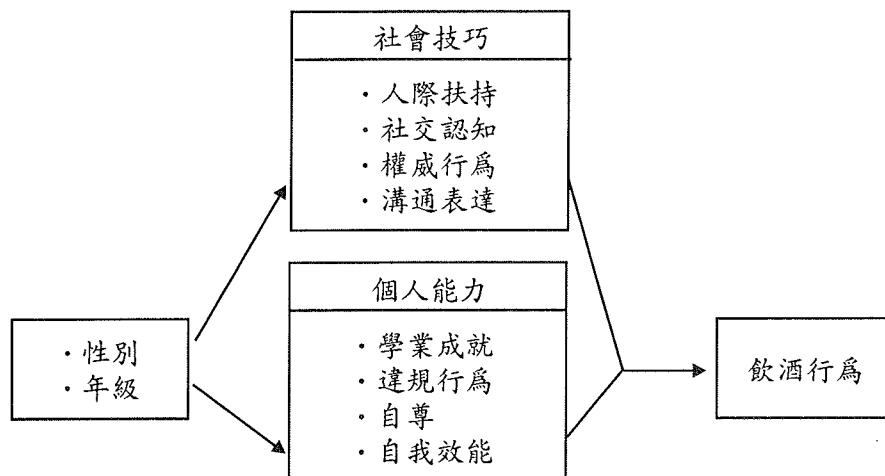 社會技巧
・人際扶持
・社交認知
・權威行爲
・溝通表達
個人能力
・學業成就
・違規行爲
・自尊
・自我效能
・性別
・年級
飲酒行爲